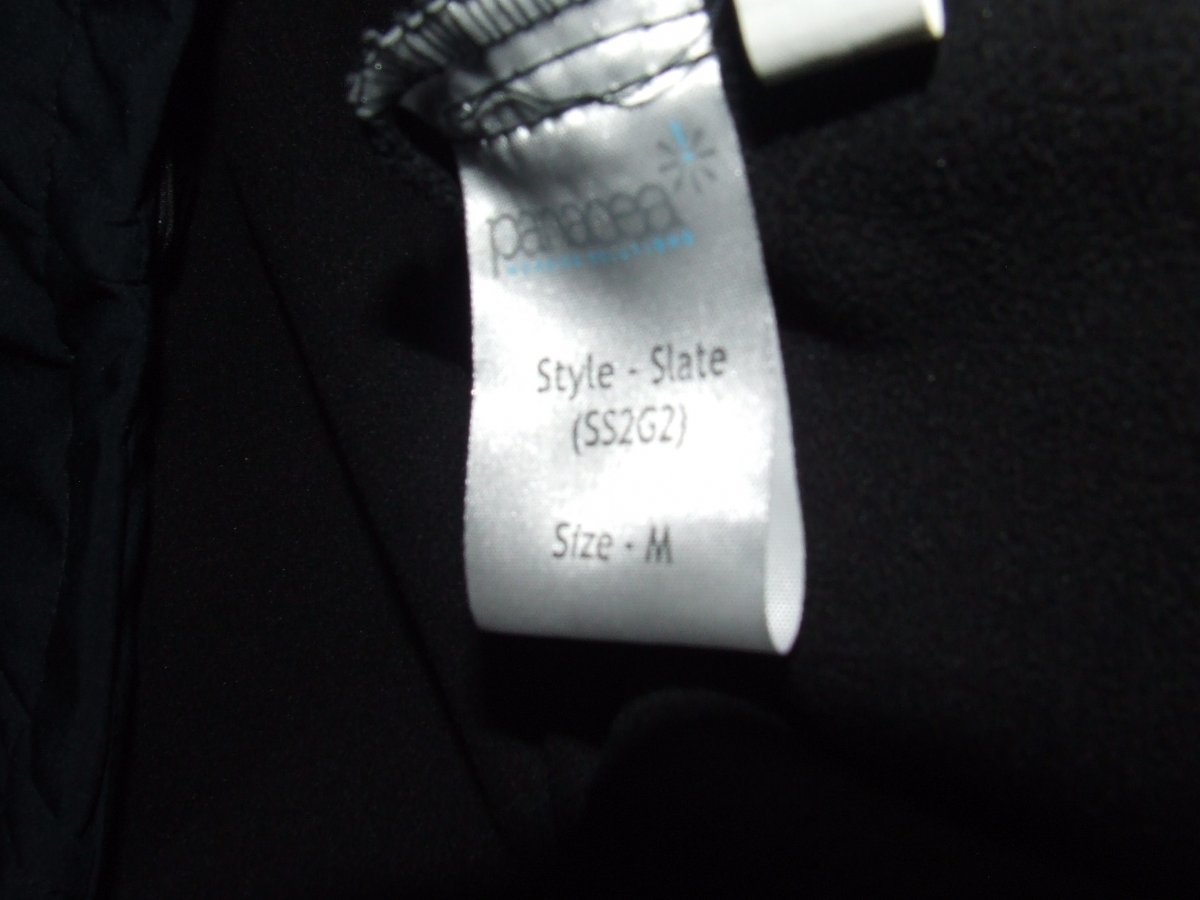 panacea
Style - Slate
(SS2G2)
Size - M